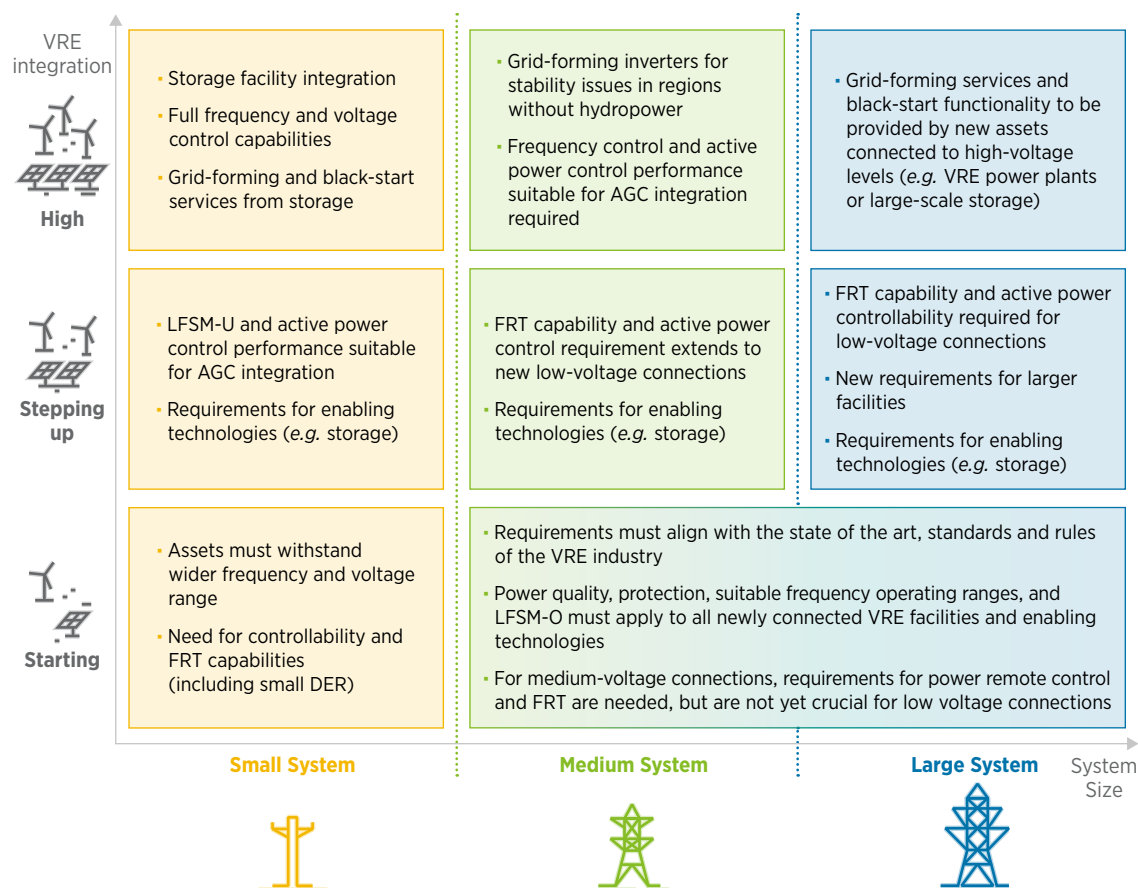 VRE
integration
▪ Storage facility integration
▪ Full frequency and voltage
control capabilities
▪ Grid-forming and black-start
services from storage
▪ Grid-forming inverters for
stability issues in regions
without hydropower
▪ Frequency control and active
power control performance
suitable for AGC integration
required
▪ Grid-forming services and
black-start functionality to be
provided by new assets
connected to high-voltage
levels (e.g. VRE power plants
or large-scale storage)
High
▪ LFSM-U and active power
control performance suitable
for AGC integration
▪ Requirements for enabling
technologies (e.g. storage)
▪ FRT capability and active power
control requirement extends to
new low-voltage connections
▪ Requirements for enabling
technologies (e.g. storage)
▪ FRT capability and active power
controllability required for
low-voltage connections
▪ New requirements for larger
facilities
▪ Requirements for enabling
technologies (e.g. storage)
Stepping
up
▪ Assets must withstand
wider frequency and voltage
range
▪ Need for controllability and
FRT capabilities
(including small DER)
▪ Requirements must align with the state of the art, standards and rules
of the VRE industry
▪ Power quality, protection, suitable frequency operating ranges, and
LFSM-O must apply to all newly connected VRE facilities and enabling
technologies
▪ For medium-voltage connections, requirements for power remote control
and FRT are needed, but are not yet crucial for low voltage connections
Starting
Small System
Medium System
Large System
System
Size